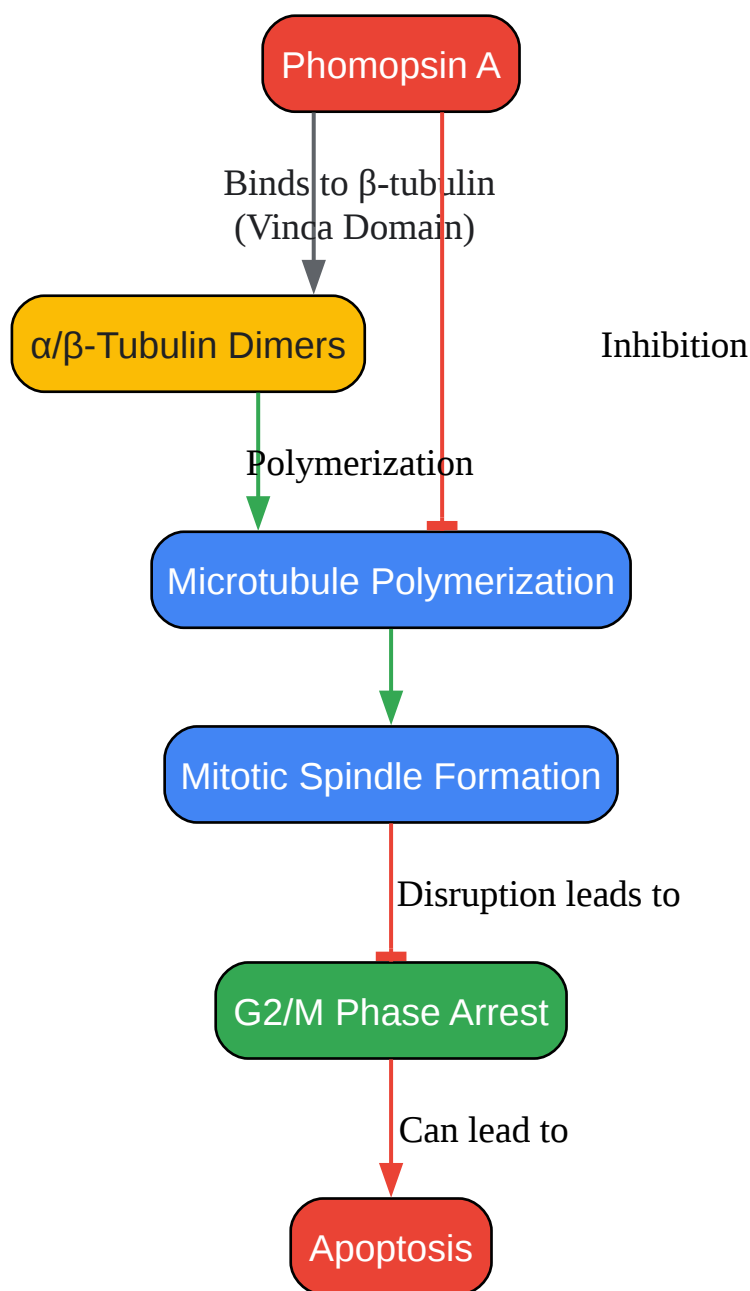 Phomopsin A
Binds to β-tubulin
(Vinca Domain)
α/β-Tubulin Dimers
Inhibition
Polymerization
Microtubule Polymerization
Mitotic Spindle Formation
Disruption leads to
G2/M Phase Arrest
Can lead to
Apoptosis